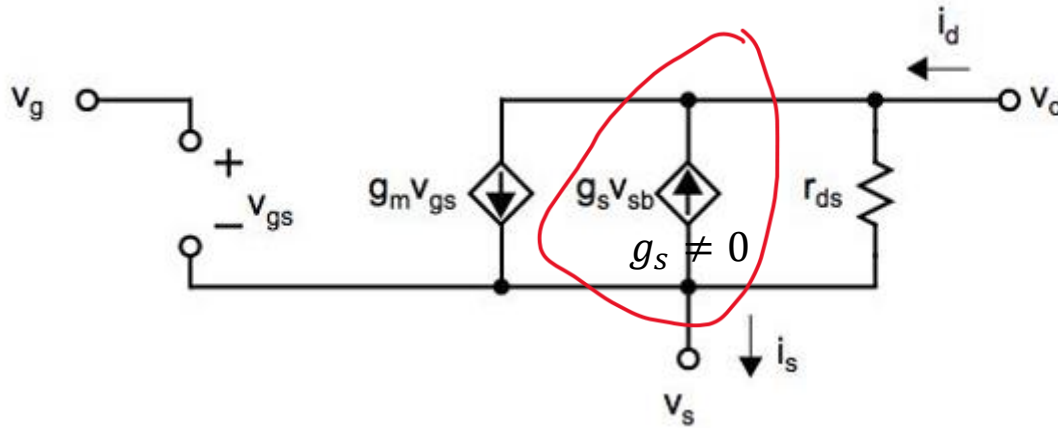 i_d
v_g
v_d
+
g_m v_gs
g_s v_sb
r_ds
− v_gs
g_s ≠ 0
i_s
v_s